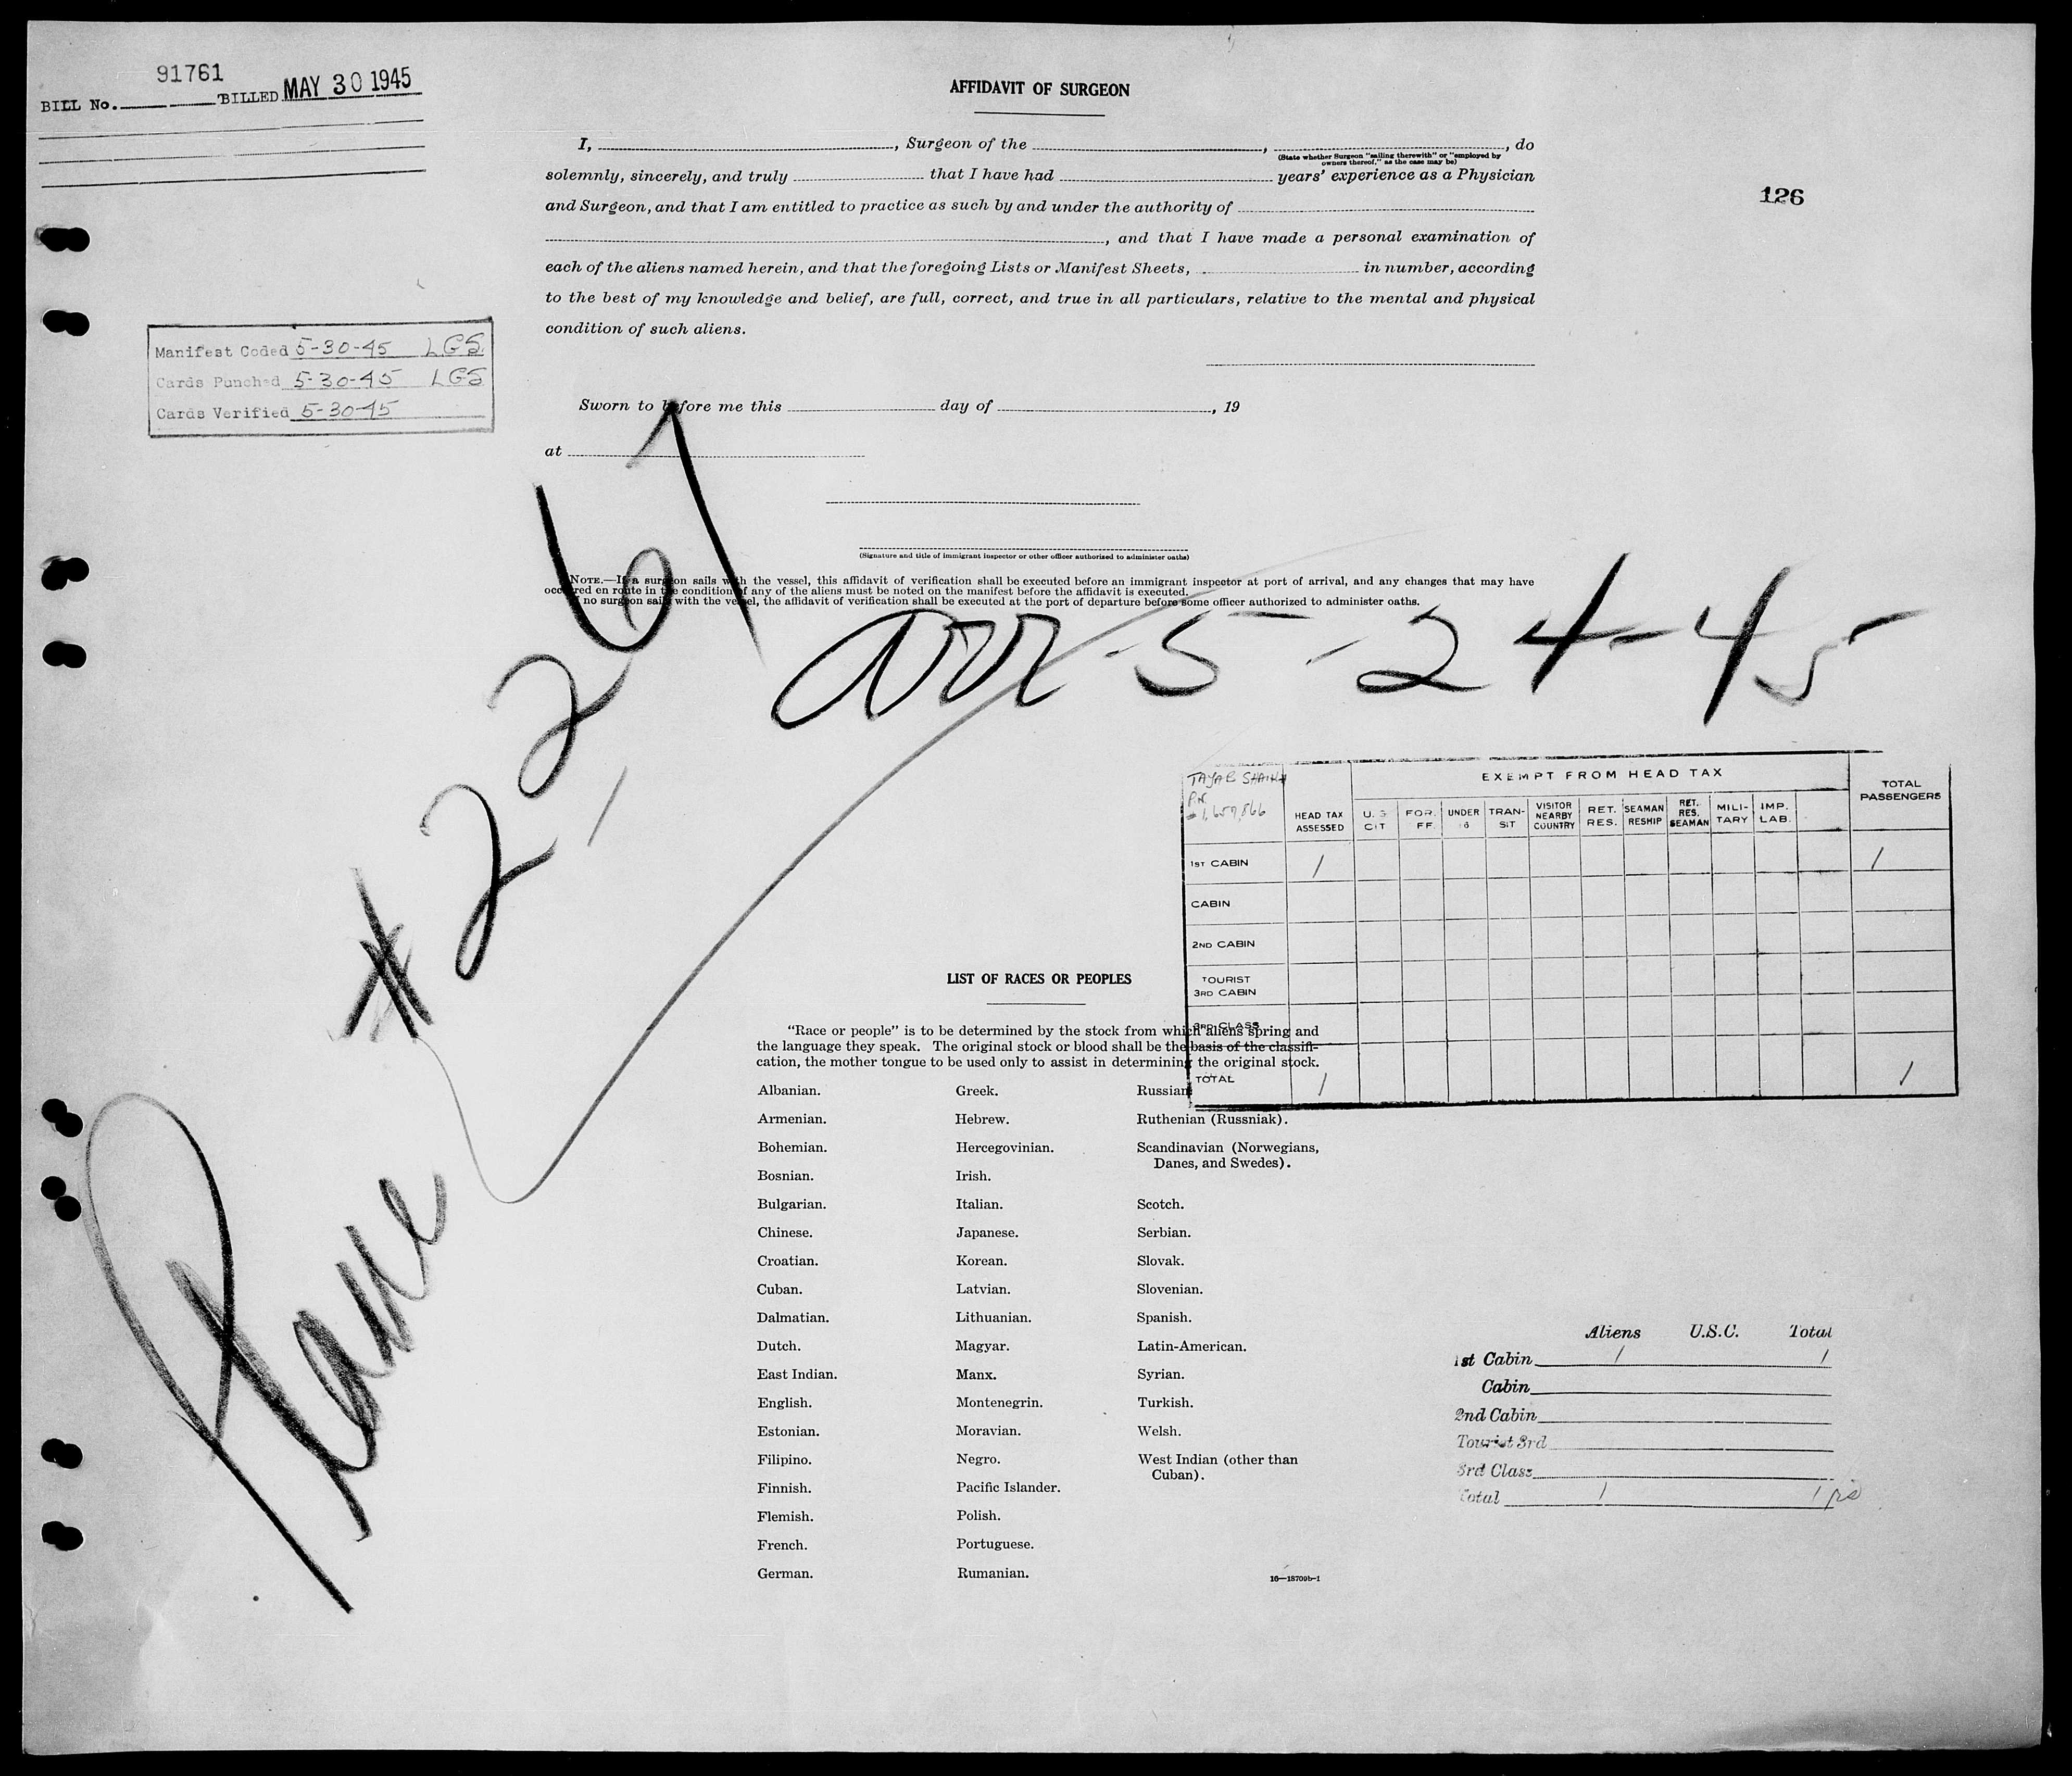 91761
BILL No. BILLED MAY 30 1945
AFFIDAVIT OF SURGEON
I, , Surgeon of the , , do
(State whether Surgeon "sailing therewith" or "employed by
owners thereof," as the case may be)
solemnly, sincerely, and truly that I have had years' experience as a Physician
and Surgeon, and that I am entitled to practice as such by and under the authority of
, and that I have made a personal examination of
each of the aliens named herein, and that the foregoing Lists or Manifest Sheets, in number, according
to the best of my knowledge and belief, are full, correct, and true in all particulars, relative to the mental and physical
condition of such aliens.
126
Manifest Coded 5-30-45 LGS
Cards Punched 5-30-45 LGS
Cards Verified 5-30-45
Sworn to before me this day of , 19
at
(Signature and title of immigrant inspector or other officer authorized to administer oaths)
NOTE.—If a surgeon sails with the vessel, this affidavit of verification shall be executed before an immigrant inspector at port of arrival, and any changes that may have
occurred en route in the condition of any of the aliens must be noted on the manifest before the affidavit is executed.
If no surgeon sails with the vessel, the affidavit of verification shall be executed at the port of departure before some officer authorized to administer oaths.
Plane # 2261
arr - 5 - 24 - 45
TAYAB SHAIKH
EXEMPT FROM HEAD TAX
HEAD TAX ASSESSED
U. S. CIT
FOR. FF.
UNDER 16
TRAN-SIT
VISITOR NEARBY COUNTRY
RET. RES.
SEAMAN RESHIP
RET. RES. SEAMAN
MILI-TARY
IMP. LAB.
TOTAL PASSENGERS
1ST CABIN 1 1
CABIN
2ND CABIN
TOURIST
3RD CABIN
3RD CLASS
TOTAL 1 1
LIST OF RACES OR PEOPLES
"Race or people" is to be determined by the stock from which aliens spring and
the language they speak. The original stock or blood shall be the basis of the classifi-
cation, the mother tongue to be used only to assist in determining the original stock.
Albanian.
Armenian.
Bohemian.
Bosnian.
Bulgarian.
Chinese.
Croatian.
Cuban.
Dalmatian.
Dutch.
East Indian.
English.
Estonian.
Filipino.
Finnish.
Flemish.
French.
German.
Greek.
Hebrew.
Hercegovinian.
Irish.
Italian.
Japanese.
Korean.
Latvian.
Lithuanian.
Magyar.
Manx.
Montenegrin.
Moravian.
Negro.
Pacific Islander.
Polish.
Portuguese.
Rumanian.
Russian
Ruthenian (Russniak).
Scandinavian (Norwegians,
Danes, and Swedes).
Scotch.
Serbian.
Slovak.
Slovenian.
Spanish.
Latin-American.
Syrian.
Turkish.
Welsh.
West Indian (other than
Cuban).
16—18709b-1
Aliens U.S.C. Total
1st Cabin 1 1
Cabin
2nd Cabin
Tourist 3rd
3rd Class
Total 1 1